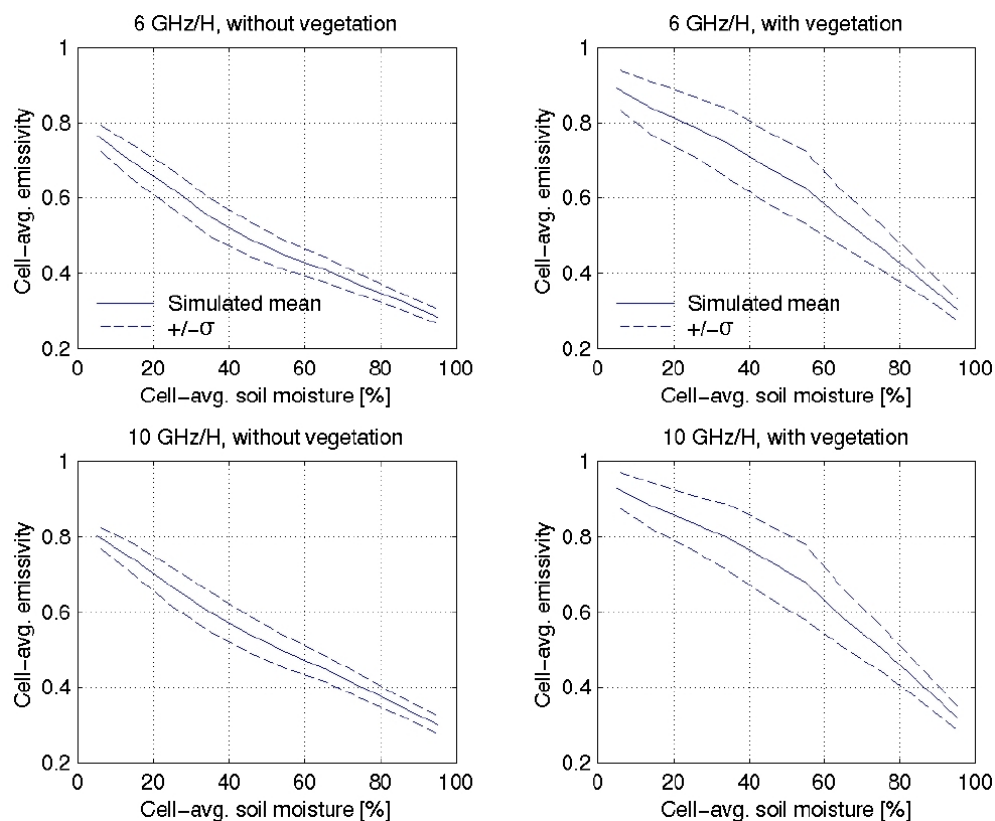 6 GHz/H, without vegetation
1
0.8
0.6
0.4
0.2
Cell-avg. emissivity
Simulated mean
+/-σ
0 20 40 60 80 100
Cell-avg. soil moisture [%]
6 GHz/H, with vegetation
1
0.8
0.6
0.4
0.2
Cell-avg. emissivity
Simulated mean
+/-σ
0 20 40 60 80 100
Cell-avg. soil moisture [%]
10 GHz/H, without vegetation
1
0.8
0.6
0.4
0.2
Cell-avg. emissivity
0 20 40 60 80 100
Cell-avg. soil moisture [%]
10 GHz/H, with vegetation
1
0.8
0.6
0.4
0.2
Cell-avg. emissivity
0 20 40 60 80 100
Cell-avg. soil moisture [%]